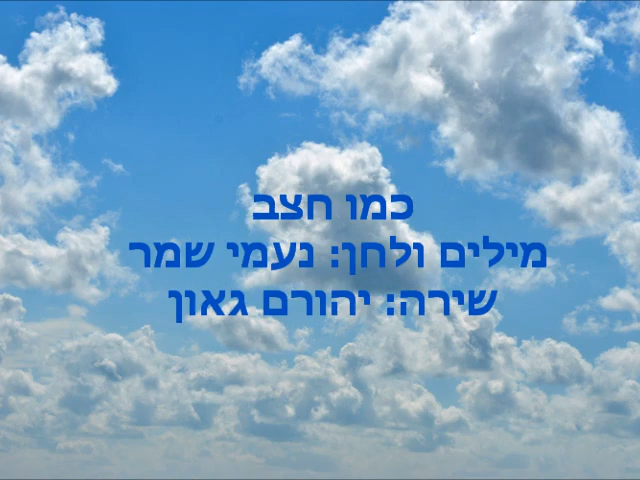 כמו חצב
מילים ולחן: נעמי שמר
שירה: יהורם גאון